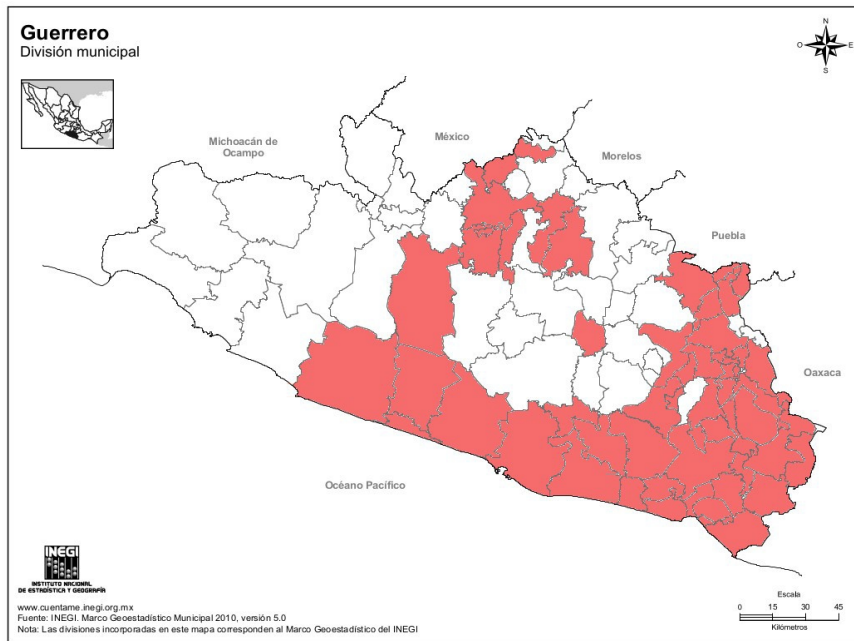 Guerrero
División municipal
N
O
E
S
Michoacán de
Ocampo
México
Morelos
Puebla
Oaxaca
Océano Pacífico
INEGI
INSTITUTO NACIONAL
DE ESTADÍSTICA Y GEOGRAFÍA
www.cuentame.inegi.org.mx
Fuente: INEGI. Marco Geoestadístico Municipal 2010, versión 5.0
Nota: Las divisiones incorporadas en este mapa corresponden al Marco Geoestadístico del INEGI
Escala
0 15 30 45
Kilómetros